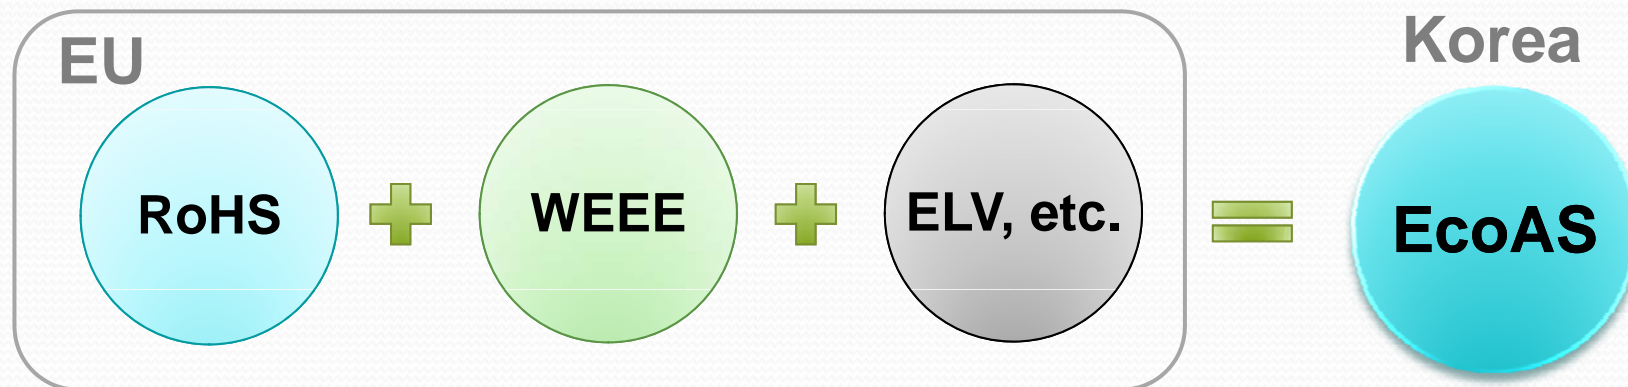 EU
Korea
RoHS
WEEE
ELV, etc.
EcoAS